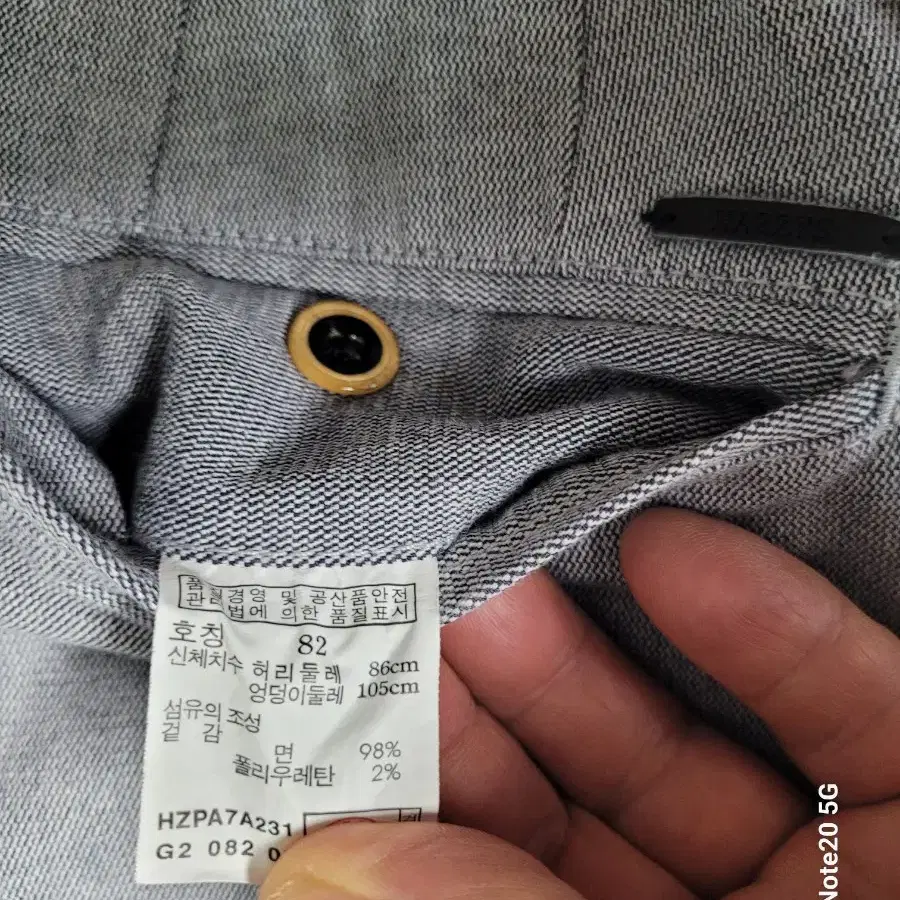 품질경영 및 공산품안전
관리법에 의한 품질표시
호칭 82
신체치수 허리둘레 86cm
엉덩이둘레 105cm
섬유의 조성
겉감
면 98%
폴리우레탄 2%
HZPA7A231
G2 082 0
Note20 5G